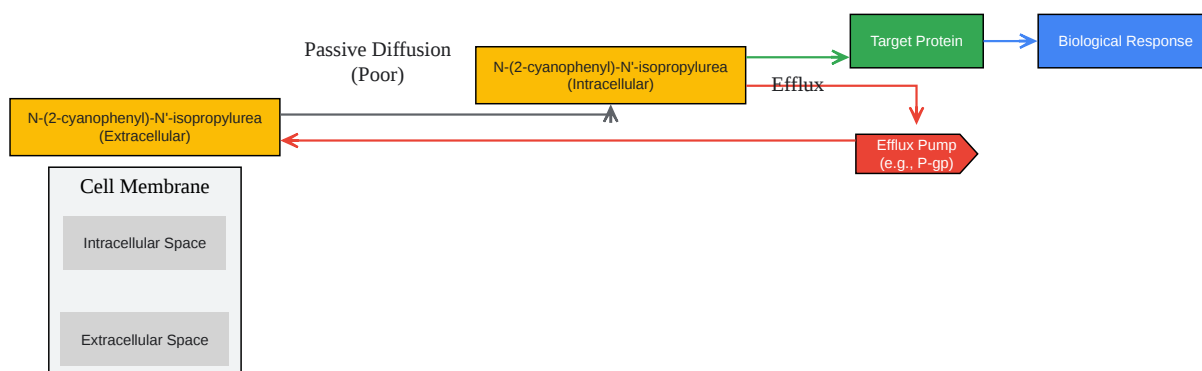 Passive Diffusion
(Poor)
N-(2-cyanophenyl)-N'-isopropylurea
(Intracellular)
Target Protein
Biological Response
Efflux
N-(2-cyanophenyl)-N'-isopropylurea
(Extracellular)
Efflux Pump
(e.g., P-gp)
Cell Membrane
Intracellular Space
Extracellular Space